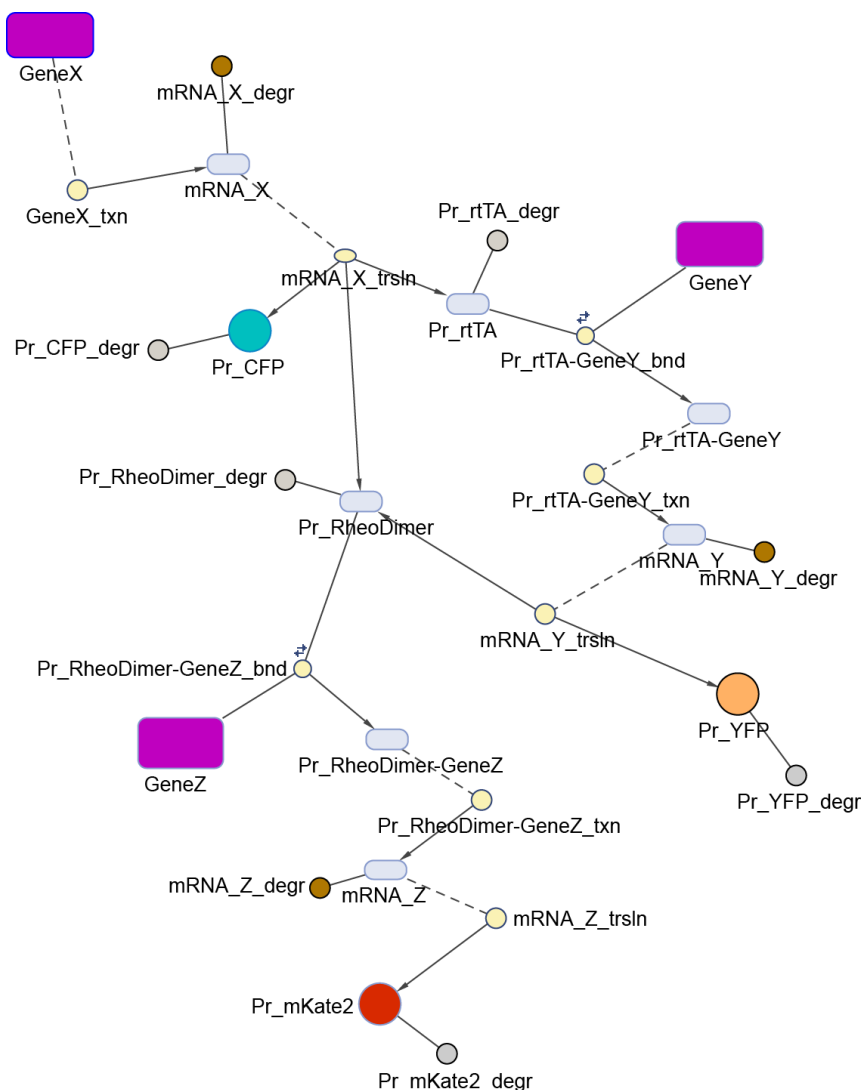 GeneX
mRNA_X_degr
mRNA_X
GeneX_txn
Pr_rtTA_degr
mRNA_X_trsln
GeneY
Pr_rtTA
Pr_CFP_degr
Pr_CFP
Pr_rtTA-GeneY_bnd
Pr_rtTA-GeneY
Pr_RheoDimer_degr
Pr_rtTA-GeneY_txn
Pr_RheoDimer
mRNA_Y
mRNA_Y_degr
mRNA_Y_trsln
Pr_RheoDimer-GeneZ_bnd
Pr_YFP
Pr_RheoDimer-GeneZ
GeneZ
Pr_YFP_degr
Pr_RheoDimer-GeneZ_txn
mRNA_Z_degr
mRNA_Z
mRNA_Z_trsln
Pr_mKate2
Pr_mKate2_degr